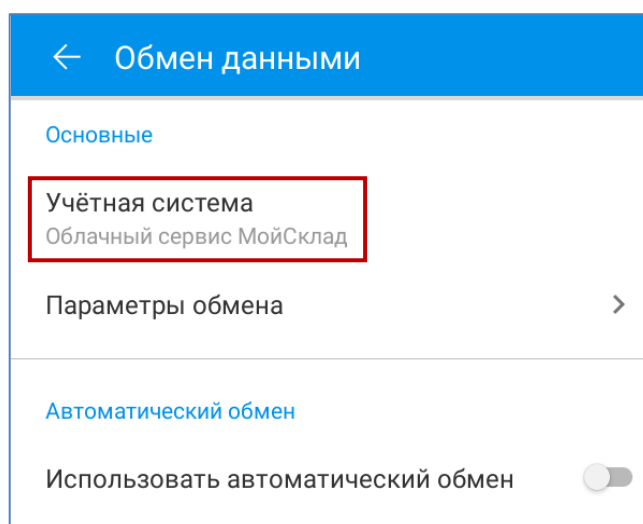 Обмен данными
Основные
Учётная система
Облачный сервис МойСклад
Параметры обмена
Автоматический обмен
Использовать автоматический обмен